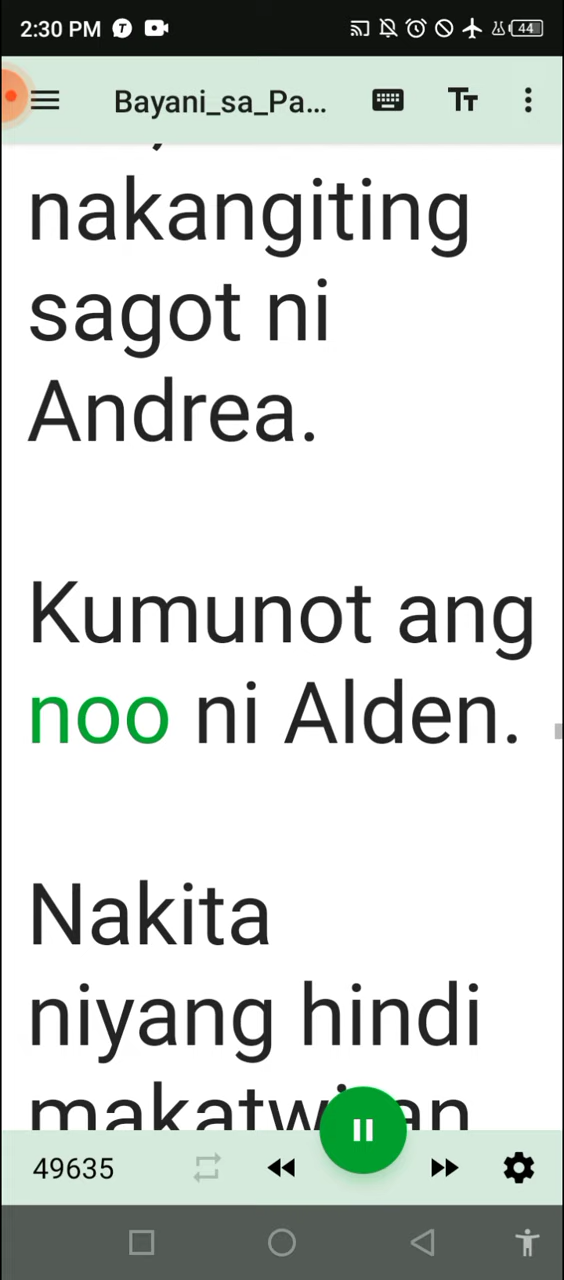 2:30 PM
44
Bayani_sa_Pa...
nakangiting
sagot ni
Andrea.
Kumunot ang
noo ni Alden.
Nakita
niyang hindi
49635